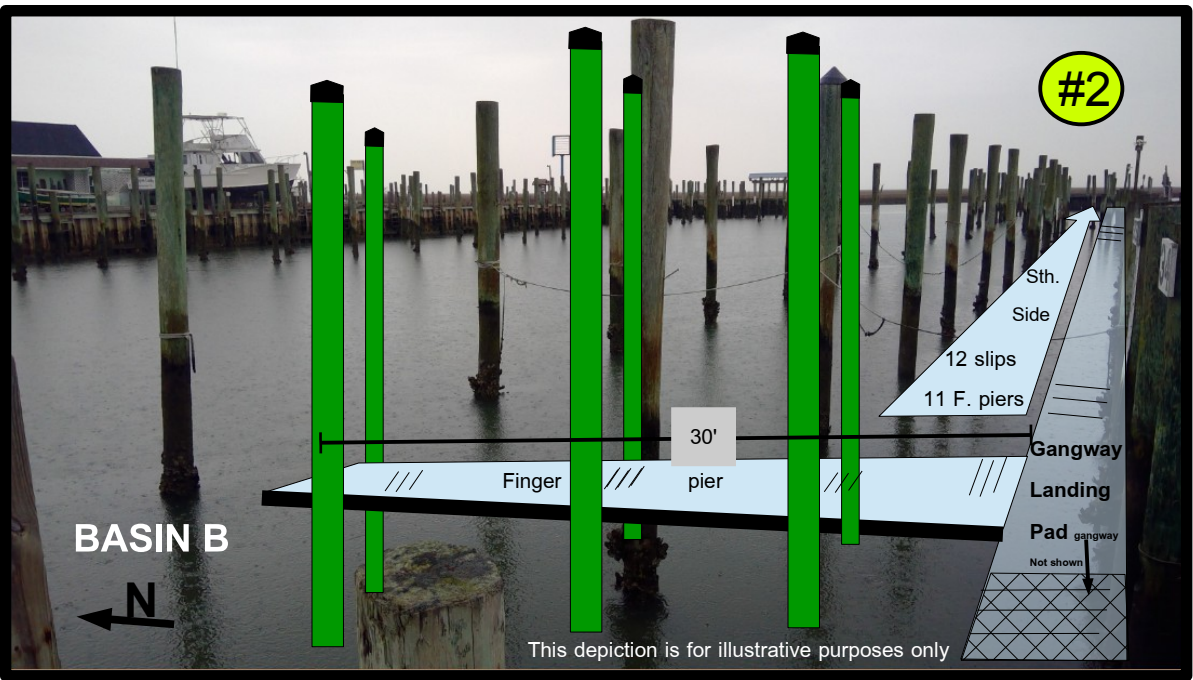 #2
Sth.
Side
12 slips
11 F. piers
30'
Finger pier
Gangway
Landing
Pad gangway
Not shown
BASIN B
N
This depiction is for illustrative purposes only